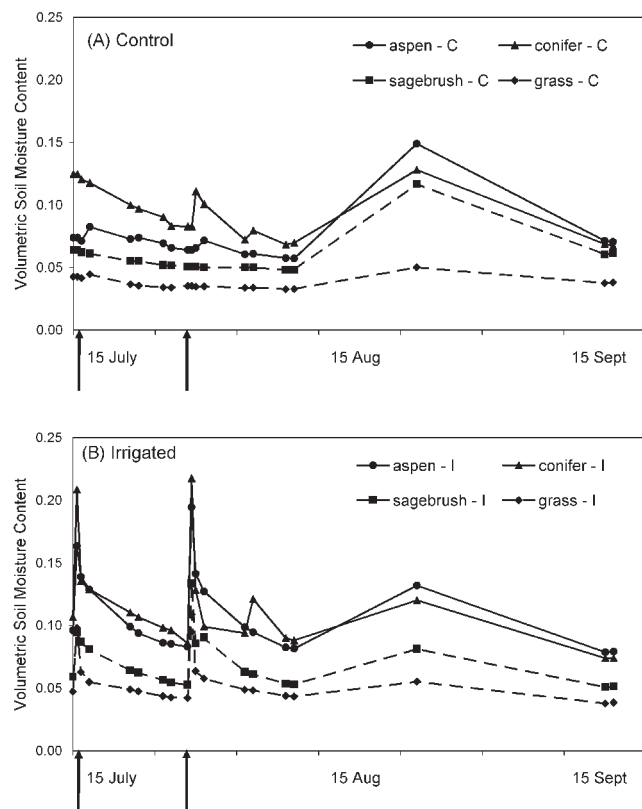 (A) Control
aspen - C
conifer - C
sagebrush - C
grass - C
Volumetric Soil Moisture Content
0.25
0.20
0.15
0.10
0.05
0.00
15 July
15 Aug
15 Sept
(B) Irrigated
aspen - I
conifer - I
sagebrush - I
grass - I
Volumetric Soil Moisture Content
0.25
0.20
0.15
0.10
0.05
0.00
15 July
15 Aug
15 Sept